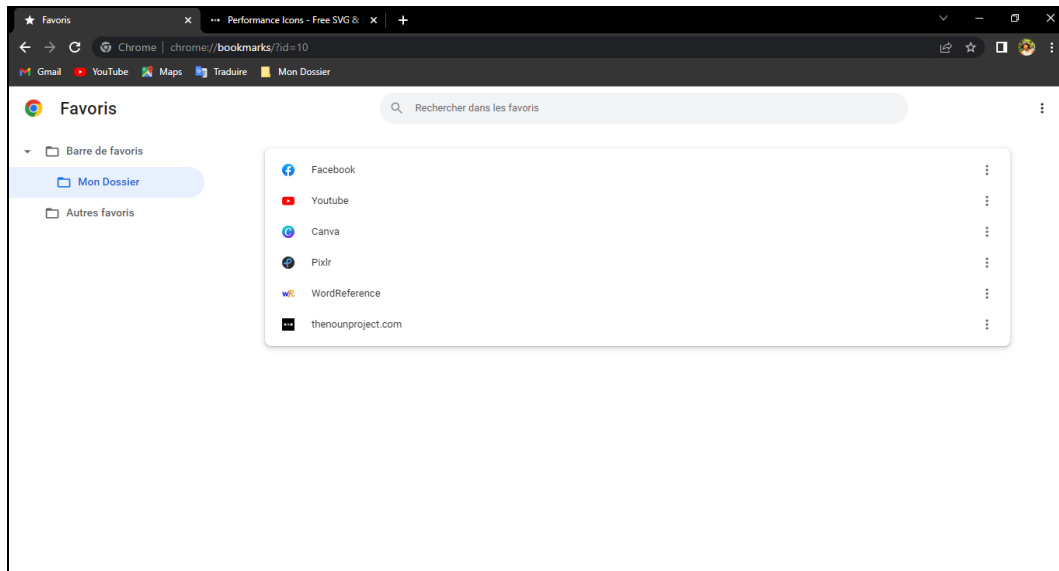 Favoris
Performance Icons - Free SVG &
Chrome | chrome://bookmarks/?id=10
Gmail YouTube Maps Traduire Mon Dossier
Favoris
Rechercher dans les favoris
Barre de favoris
Mon Dossier
Autres favoris
Facebook
Youtube
Canva
Pixlr
WordReference
thenounproject.com